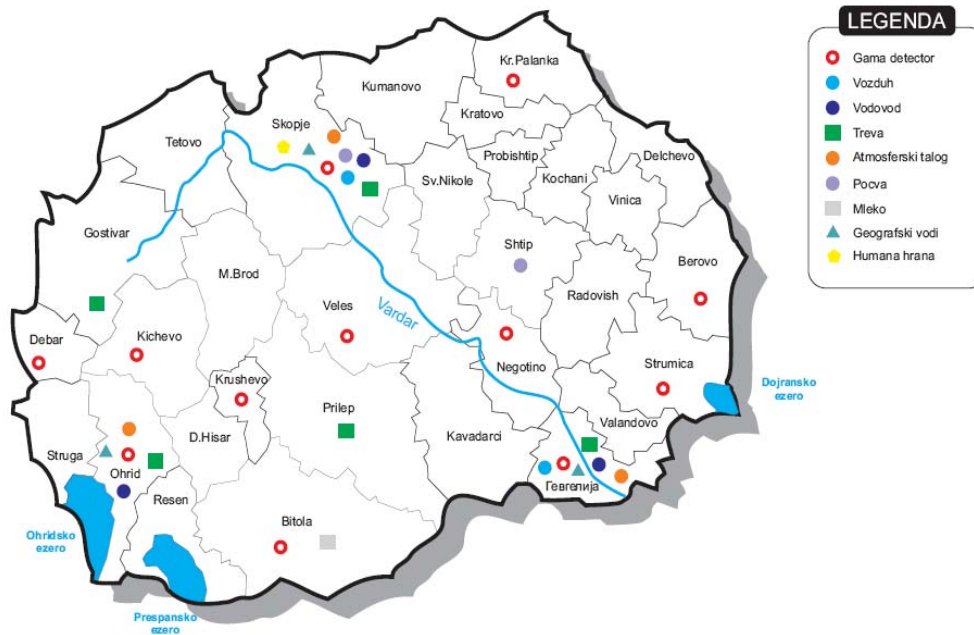 LEGENDA
Gama detector
Vozduh
Vodovod
Treva
Atmosferski talog
Pocva
Mleko
Geografski vodi
Humana hrana
Kr.Palanka
Kumanovo
Kratovo
Skopje
Tetovo
Probishtip
Delchevo
Kochani
Sv.Nikole
Vinica
Gostivar
Shtip
Berovo
M.Brod
Radovish
Veles
Vardar
Debar
Kichevo
Negotino
Strumica
Krushevo
Dojransko
ezero
Prilep
Valandovo
D.Hisar
Kavadarci
Struga
Ohrid
Гевгелија
Resen
Bitola
Ohridsko
ezero
Prespansko
ezero